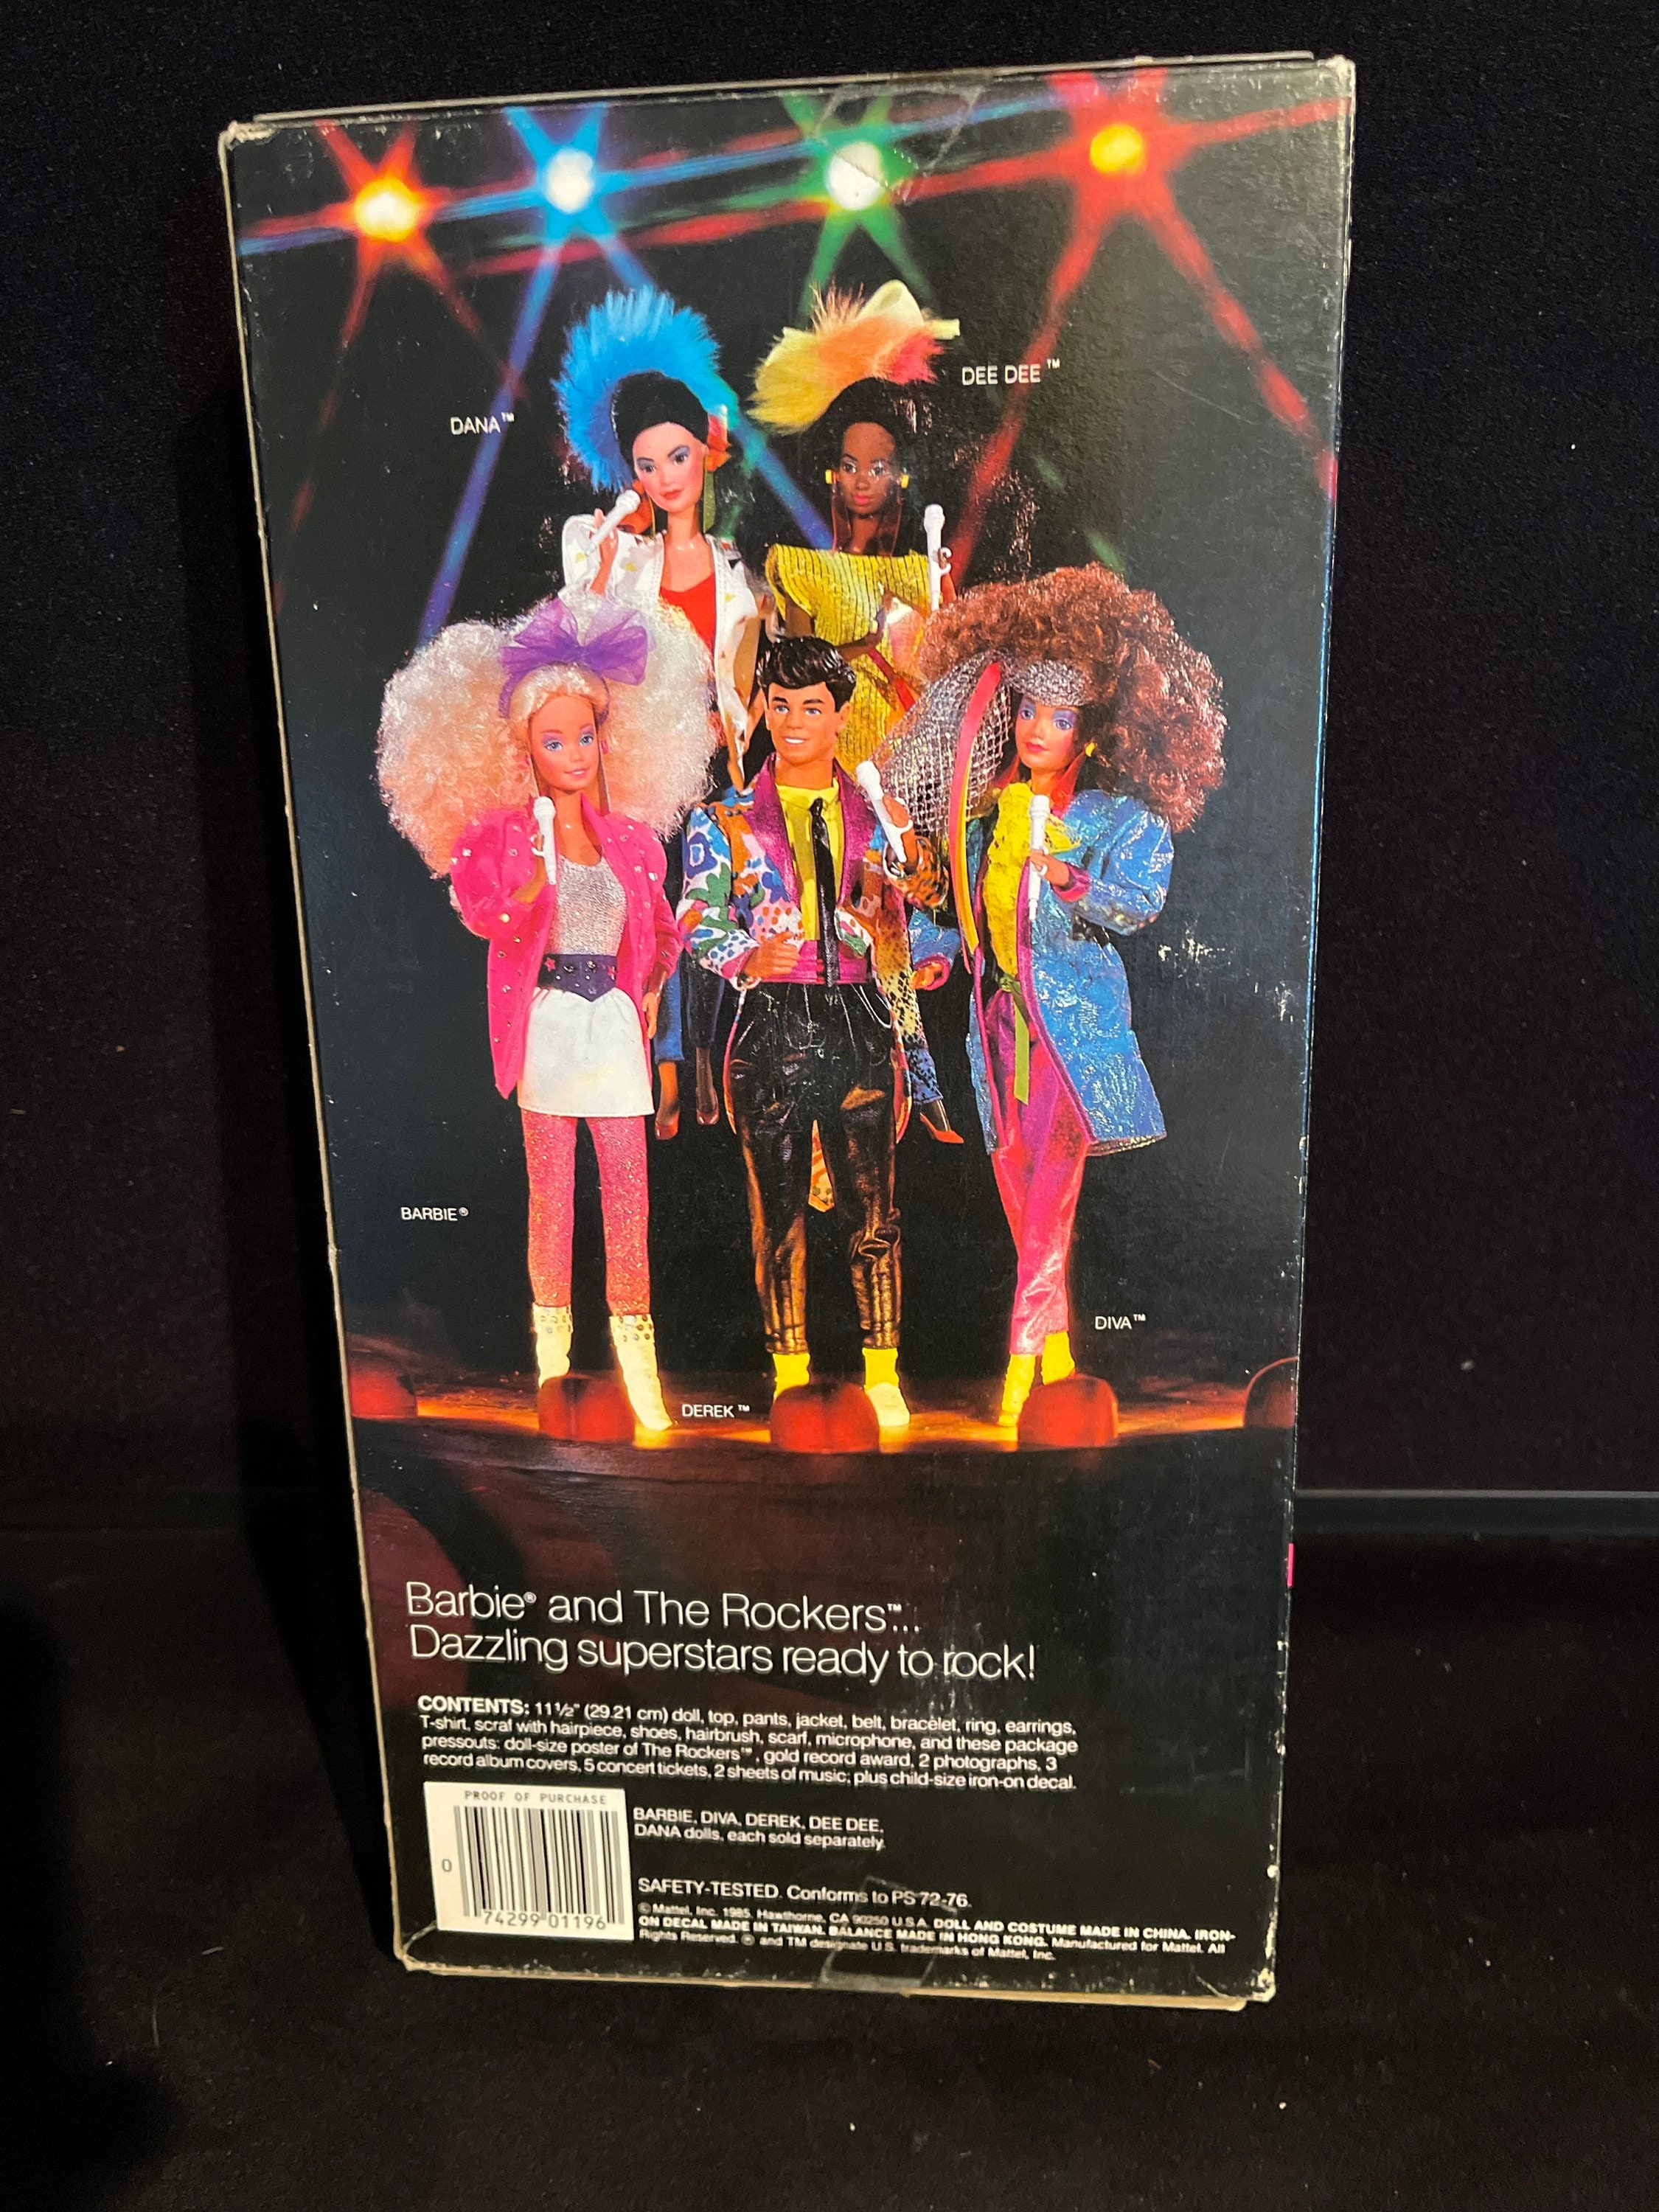 DEE DEE™
DANA™
BARBIE®
DIVA™
DEREK™
Barbie® and The Rockers™...
Dazzling superstars ready to rock!
CONTENTS: 11½" (29.21 cm) doll, top, pants, jacket, belt, bracelet, ring, earrings,
T-shirt, scraf with hairpiece, shoes, hairbrush, scarf, microphone, and these package
pressouts: doll-size poster of The Rockers™, gold record award, 2 photographs, 3
record album covers, 5 concert tickets, 2 sheets of music; plus child-size iron-on decal.
PROOF OF PURCHASE
0
74299 01196
BARBIE, DIVA, DEREK, DEE DEE,
DANA dolls, each sold separately.
SAFETY-TESTED. Conforms to PS 72-76.
© Mattel, Inc. 1985. Hawthorne, CA 90250 U.S.A. DOLL AND COSTUME MADE IN CHINA. IRON-
ON DECAL MADE IN TAIWAN. BALANCE MADE IN HONG KONG. Manufactured for Mattel. All
Rights Reserved. ® and TM designate U.S. trademarks of Mattel, Inc.